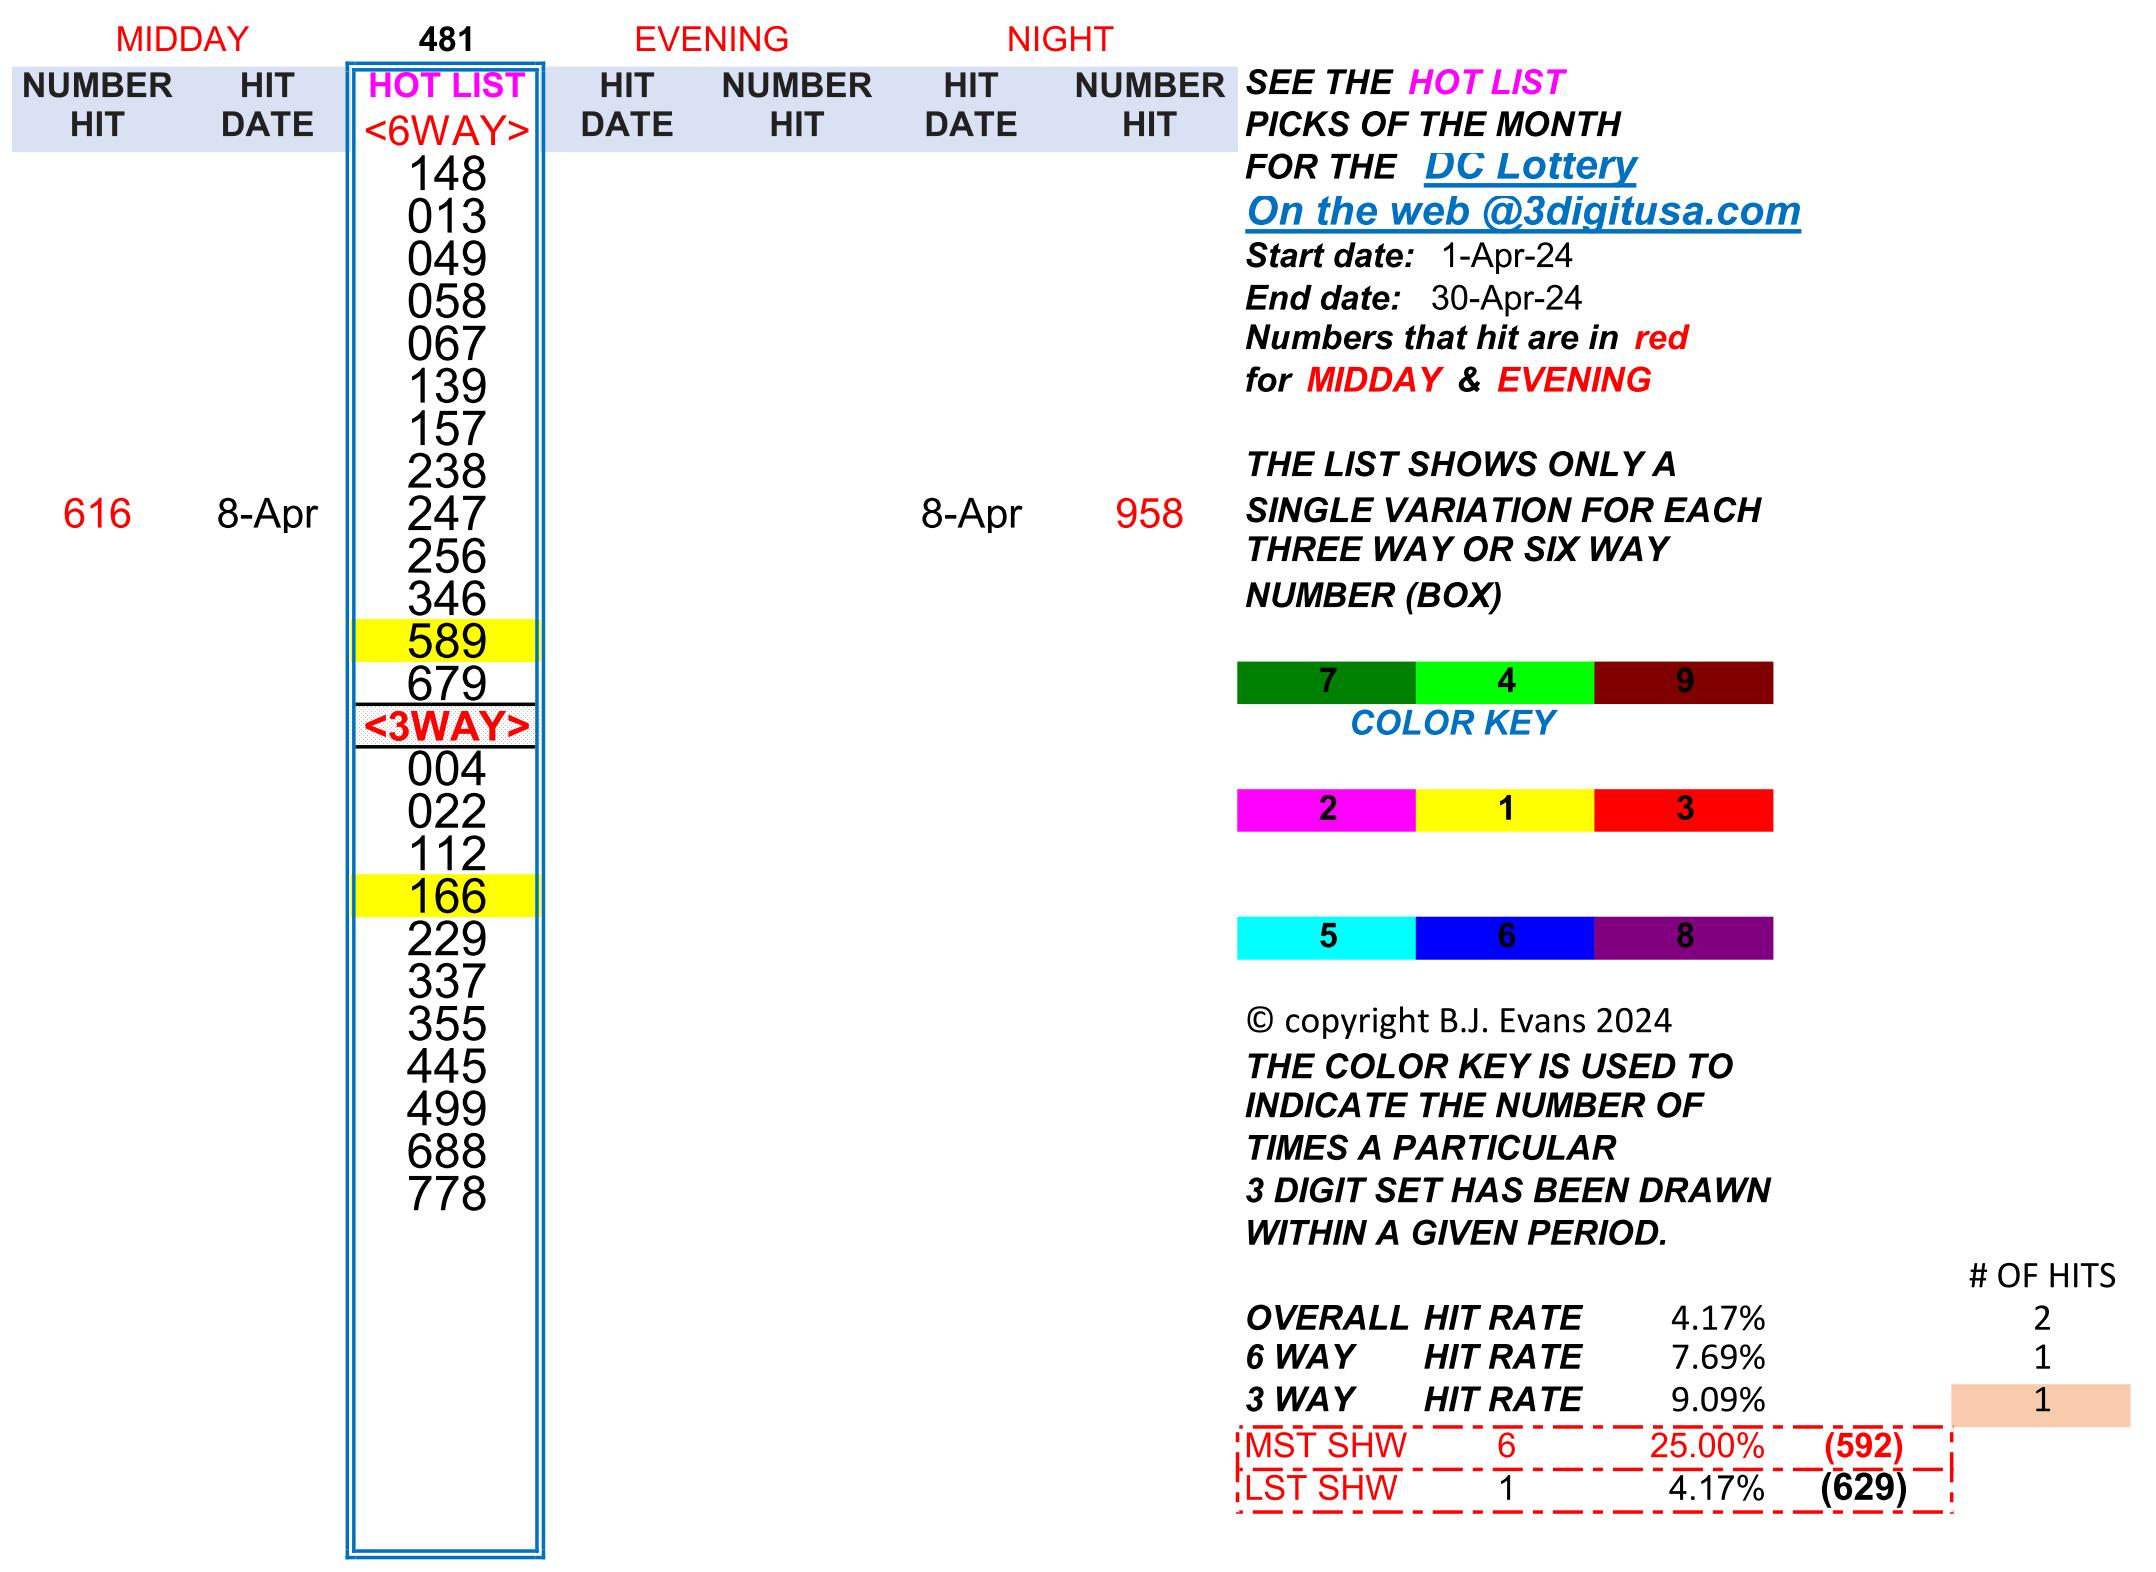 MIDDAY 481 EVENING NIGHT
NUMBER HIT HOT LIST HIT NUMBER HIT NUMBER SEE THE HOT LIST
HIT DATE <6WAY> DATE HIT DATE HIT PICKS OF THE MONTH
148 FOR THE DC Lottery
013 On the web @3digitusa.com
049 Start date: 1-Apr-24
058 End date: 30-Apr-24
067 Numbers that hit are in red
139 for MIDDAY & EVENING
157
238 THE LIST SHOWS ONLY A
616 8-Apr 247 8-Apr 958 SINGLE VARIATION FOR EACH
256 THREE WAY OR SIX WAY
346 NUMBER (BOX)
589
679 7 4 9
<3WAY> COLOR KEY
004
022 2 1 3
112
166
229 5 6 8
337
355 © copyright B.J. Evans 2024
445 THE COLOR KEY IS USED TO
499 INDICATE THE NUMBER OF
688 TIMES A PARTICULAR
778 3 DIGIT SET HAS BEEN DRAWN
WITHIN A GIVEN PERIOD.
# OF HITS
OVERALL HIT RATE 4.17% 2
6 WAY HIT RATE 7.69% 1
3 WAY HIT RATE 9.09% 1
MST SHW 6 25.00% (592)
LST SHW 1 4.17% (629)